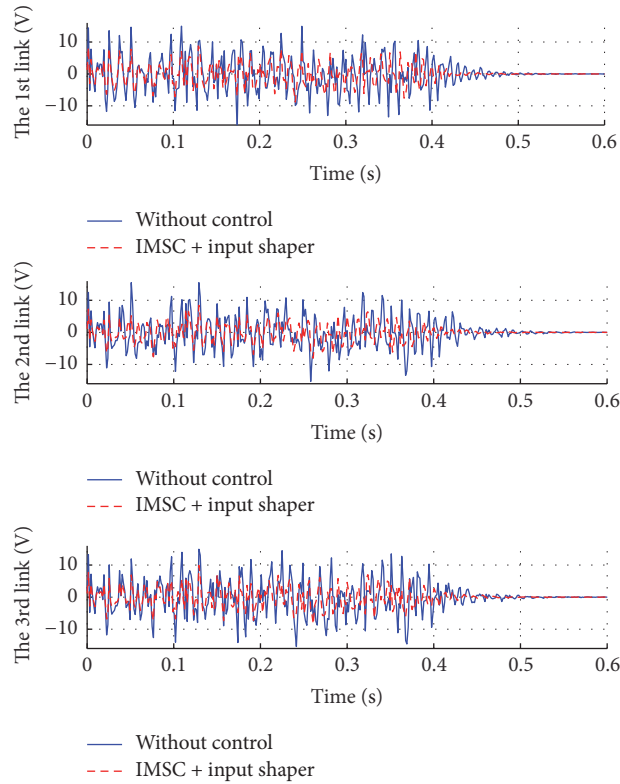 The 1st link (V)
10
0
−10
0 0.1 0.2 0.3 0.4 0.5 0.6
Time (s)
Without control
IMSC + input shaper
The 2nd link (V)
10
0
−10
0 0.1 0.2 0.3 0.4 0.5 0.6
Time (s)
Without control
IMSC + input shaper
The 3rd link (V)
10
0
−10
0 0.1 0.2 0.3 0.4 0.5 0.6
Time (s)
Without control
IMSC + input shaper